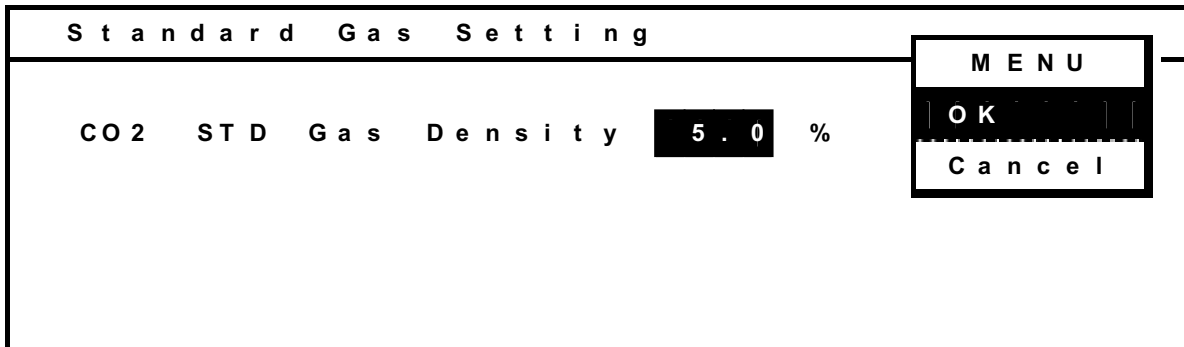 Standard Gas Setting
MENU
OK
CO2 STD Gas Density 5.0 %
Cancel